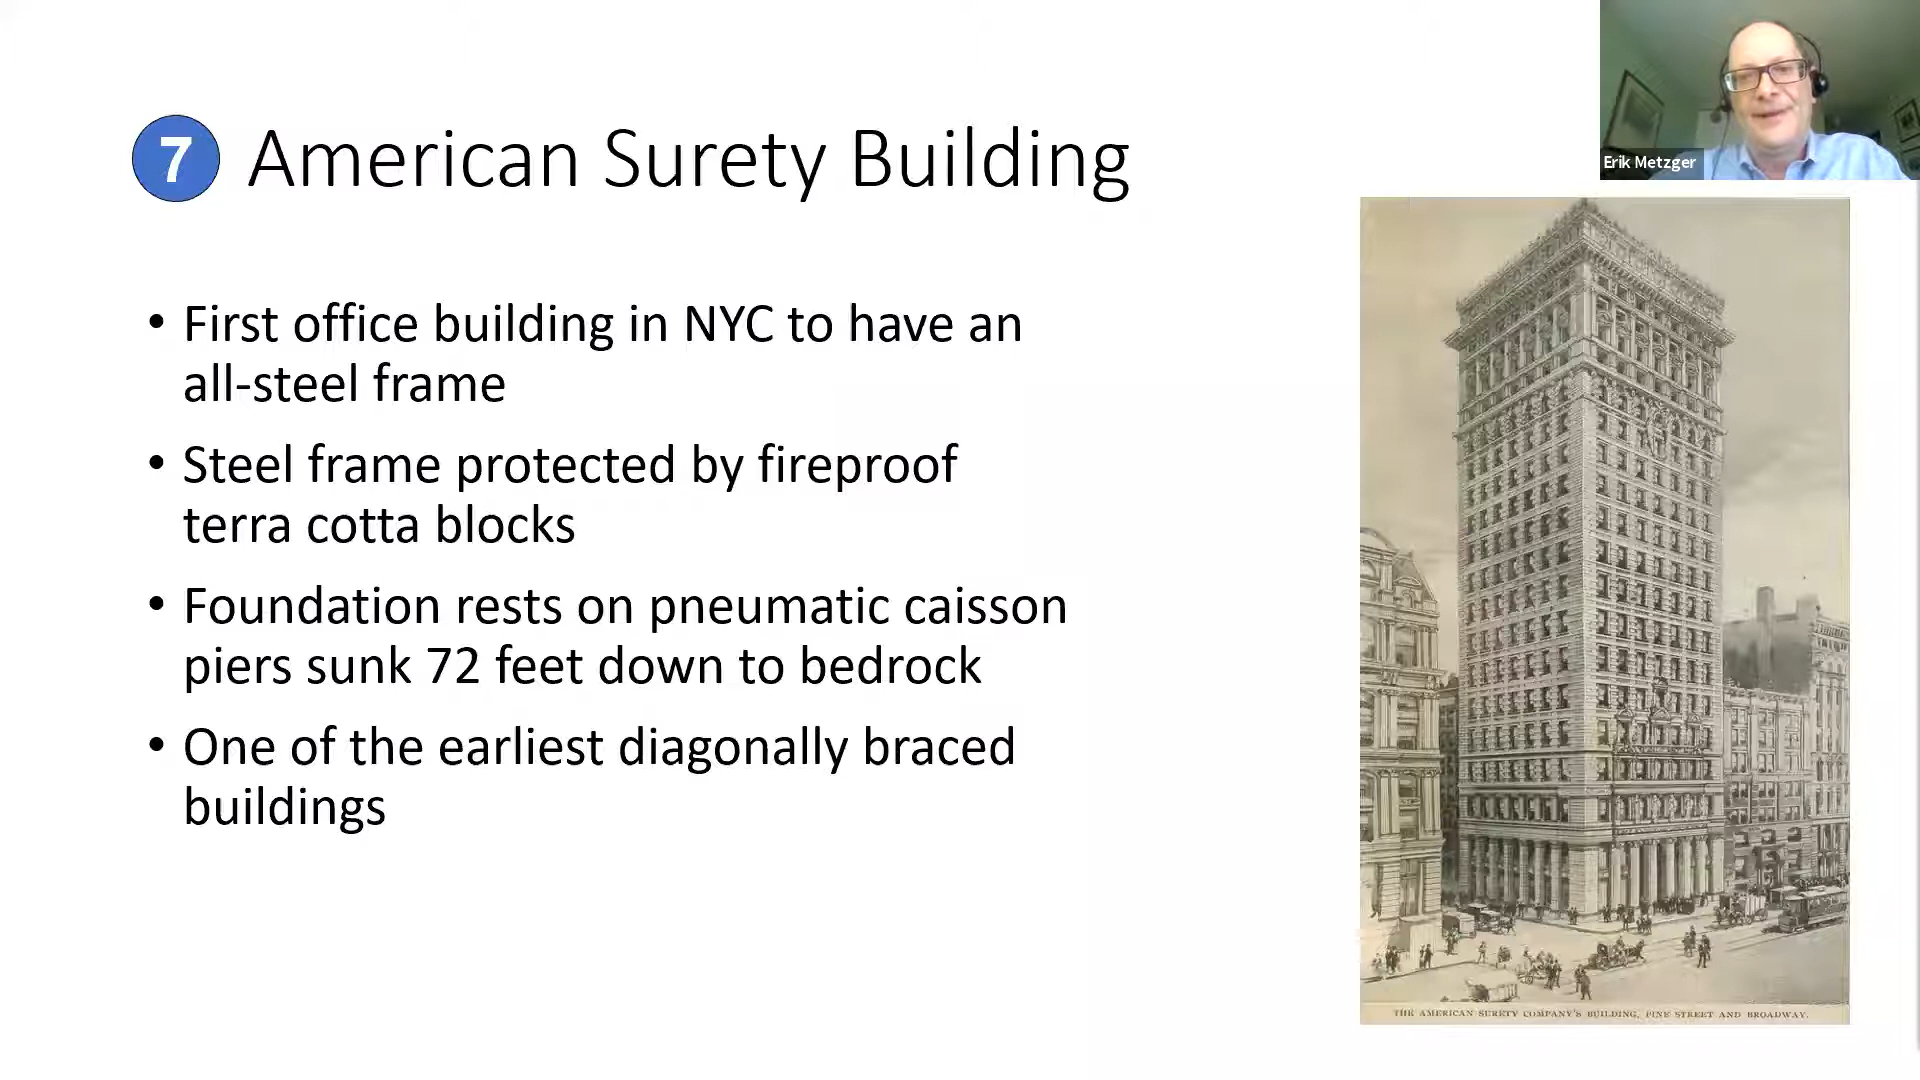 7 American Surety Building
Erik Metzger
• First office building in NYC to have an
all-steel frame
• Steel frame protected by fireproof
terra cotta blocks
• Foundation rests on pneumatic caisson
piers sunk 72 feet down to bedrock
• One of the earliest diagonally braced
buildings
THE AMERICAN SURETY COMPANY'S BUILDING, PINE STREET AND BROADWAY.